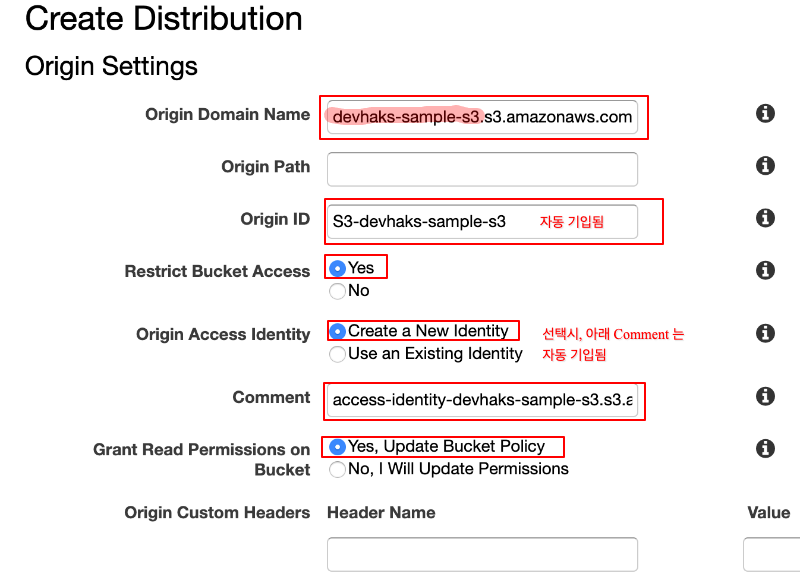 Create Distribution
Origin Settings
Origin Domain Name devhaks-sample-s3.s3.amazonaws.com
Origin Path
Origin ID S3-devhaks-sample-s3 자동 기입됨
Restrict Bucket Access Yes
No
Origin Access Identity Create a New Identity 선택시, 아래 Comment 는
Use an Existing Identity 자동 기입됨
Comment access-identity-devhaks-sample-s3.s3.a
Grant Read Permissions on Yes, Update Bucket Policy
Bucket No, I Will Update Permissions
Origin Custom Headers Header Name Value